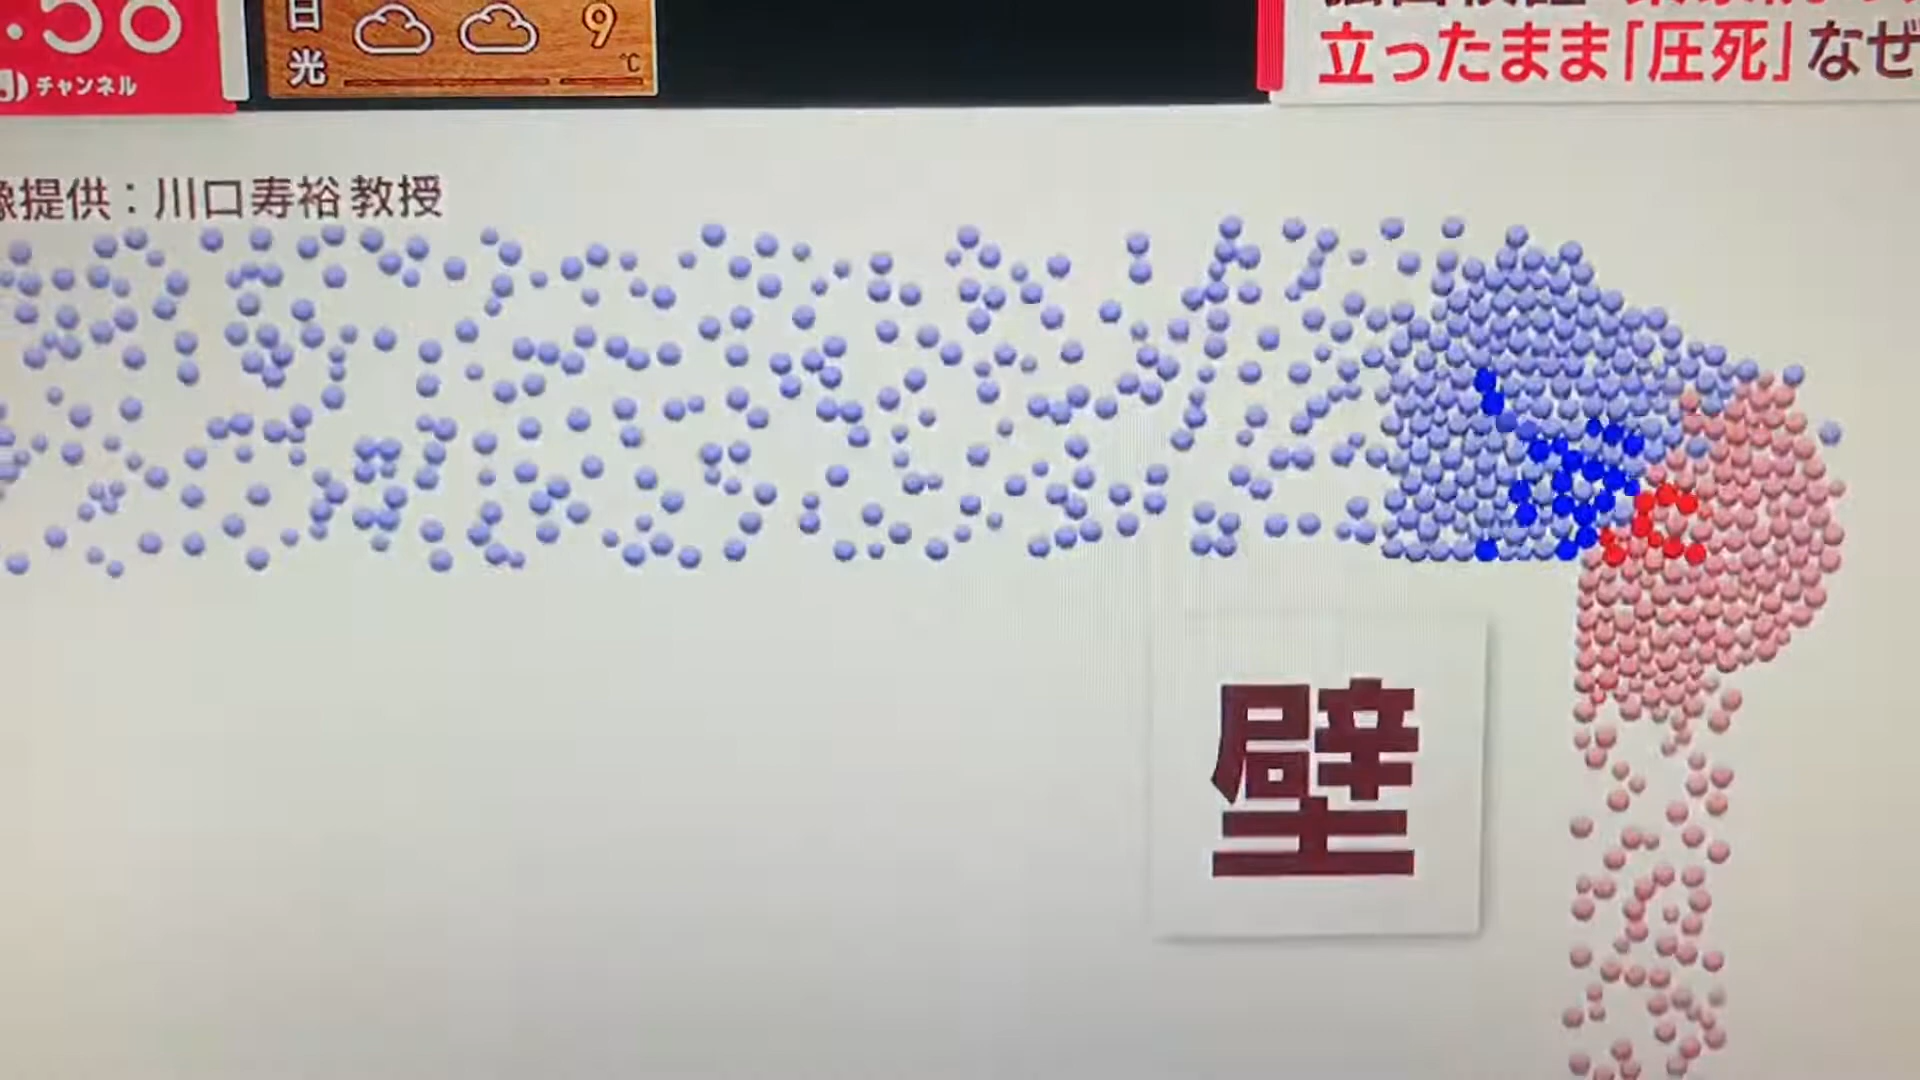 :58
チャンネル
日光
9
℃
立ったまま「圧死」なぜ
像提供：川口寿裕教授
壁